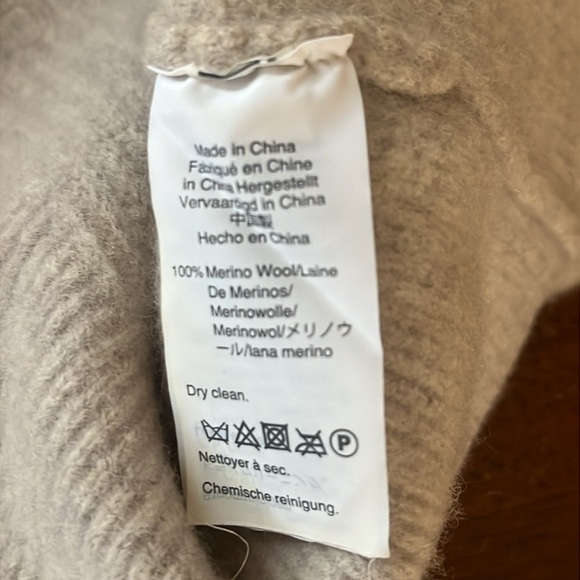 Made in China
Fabriqué en Chine
in China Hergestellt
Vervaardigd in China
中国製
Hecho en China
100% Merino Wool/Laine
De Merinos/
Merinowolle/
Merinowol/メリノウ
ール/lana merino
Dry clean.
P
Nettoyer à sec.
Chemische reinigung.